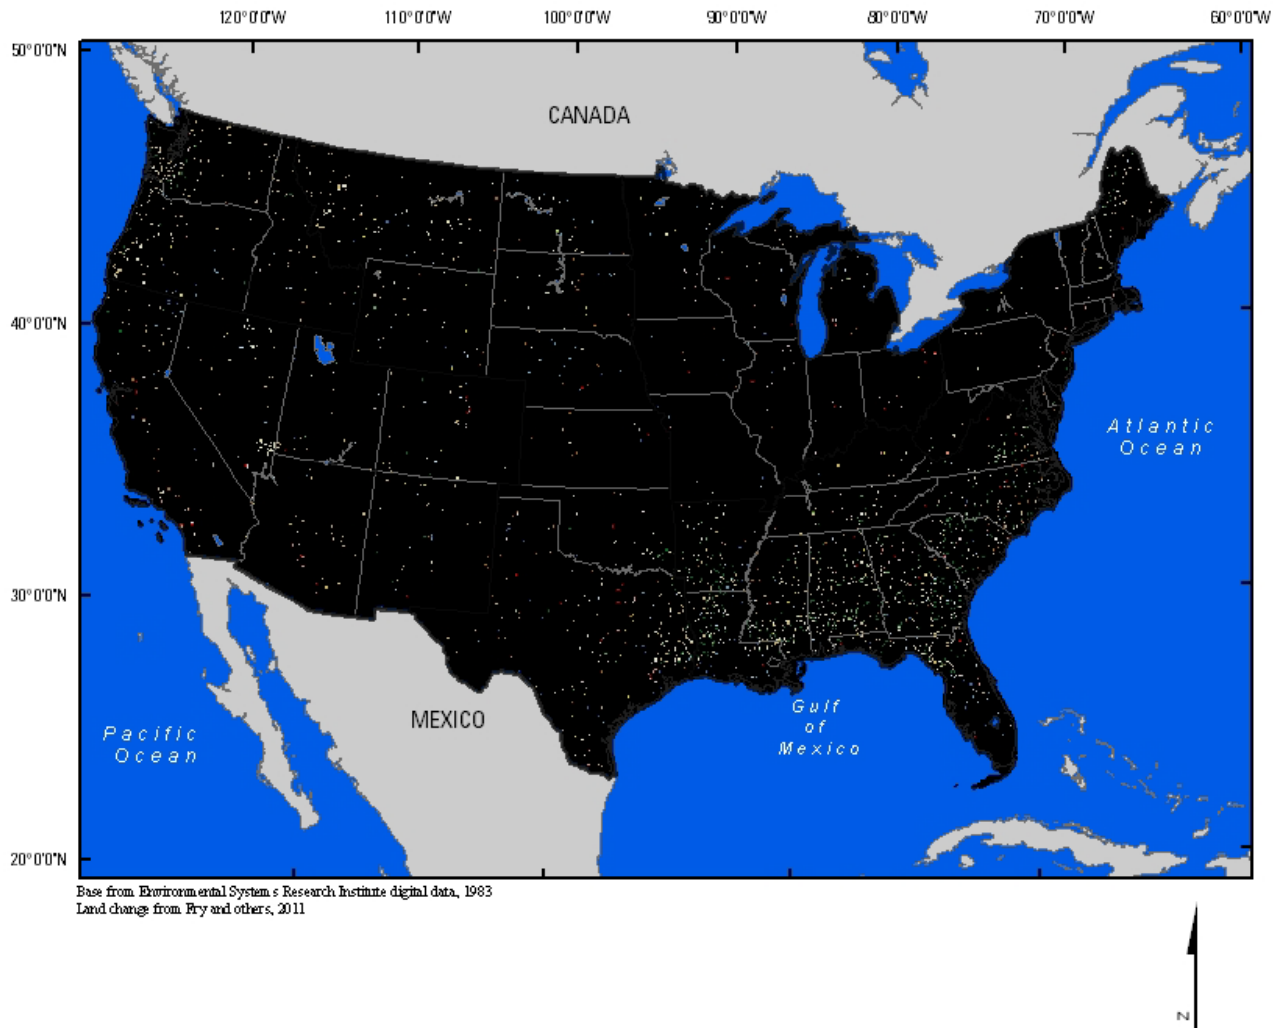 120°0'0"W 110°0'0"W 100°0'0"W 90°0'0"W 80°0'0"W 70°0'0"W 60°0'0"W
50°0'0"N
CANADA
40°0'0"N
Atlantic
Ocean
30°0'0"N
Gulf
of
Mexico
MEXICO
Pacific
Ocean
20°0'0"N
Base from Environmental Systems Research Institute digital data, 1983
Land change from Fry and others, 2011
N